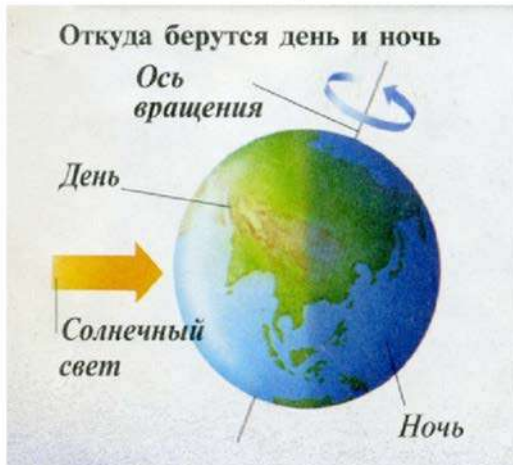 Откуда берутся день и ночь
Ось
вращения
День
Солнечный
свет
Ночь